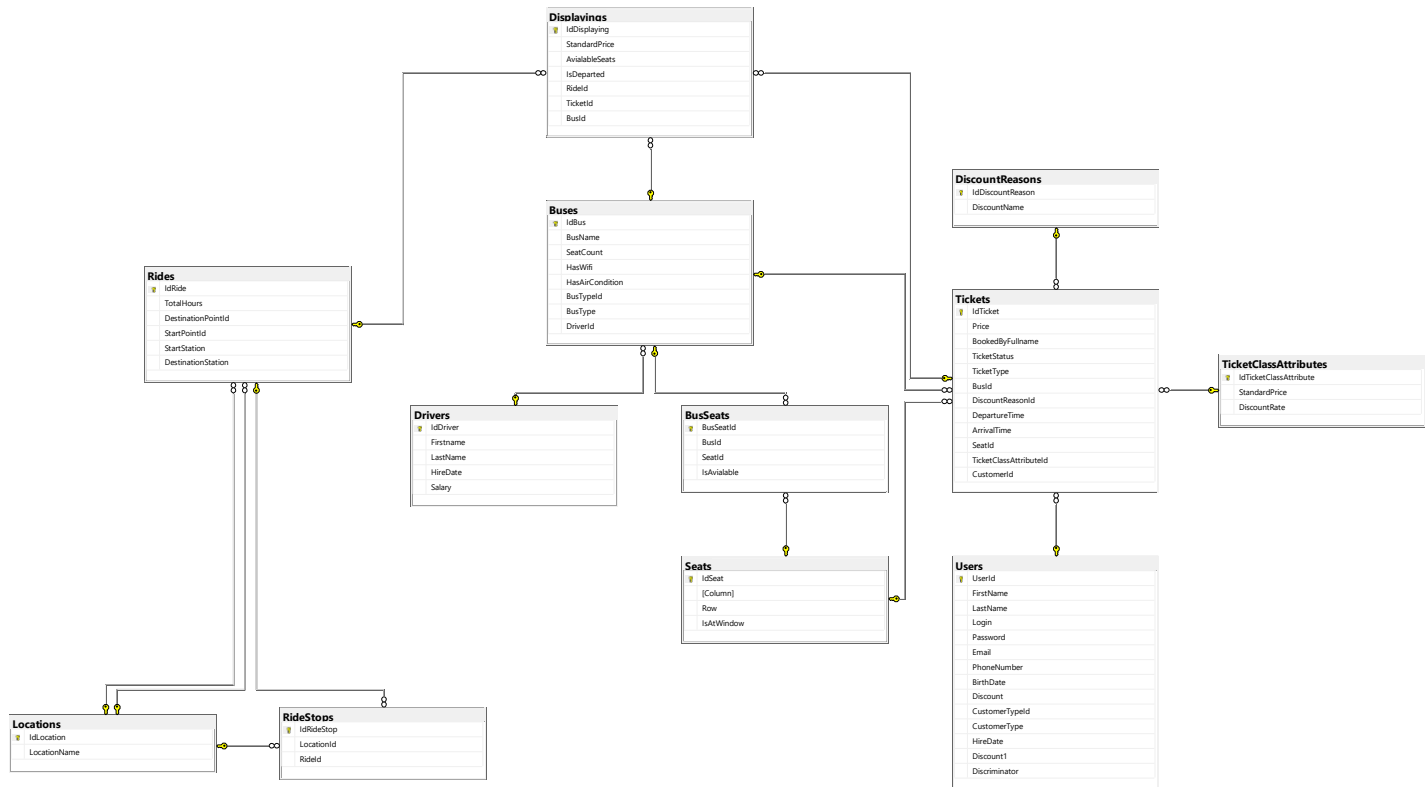 Displayings
IdDisplaying
StandardPrice
AvialableSeats
IsDeparted
RideId
TicketId
BusId
DiscountReasons
IdDiscountReason
DiscountName
Buses
IdBus
BusName
SeatCount
HasWifi
HasAirCondition
BusTypeId
BusType
DriverId
Rides
IdRide
TotalHours
DestinationPointId
StartPointId
StartStation
DestinationStation
Tickets
IdTicket
Price
BookedByFullname
TicketStatus
TicketType
BusId
DiscountReasonId
DepartureTime
ArrivalTime
SeatId
TicketClassAttributeId
CustomerId
TicketClassAttributes
IdTicketClassAttribute
StandardPrice
DiscountRate
Drivers
IdDriver
Firstname
LastName
HireDate
Salary
BusSeats
BusSeatId
BusId
SeatId
IsAvialable
Seats
IdSeat
[Column]
Row
IsAtWindow
Users
UserId
FirstName
LastName
Login
Password
Email
PhoneNumber
BirthDate
Discount
CustomerTypeId
CustomerType
HireDate
Discount1
Discriminator
Locations
IdLocation
LocationName
RideStops
IdRideStop
LocationId
RideId